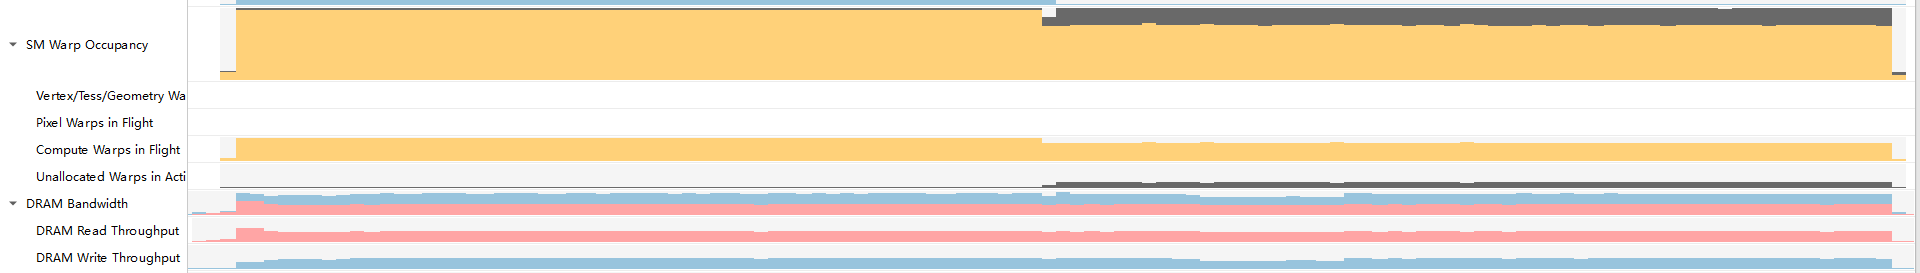 SM Warp Occupancy
Vertex/Tess/Geometry Wa
Pixel Warps in Flight
Compute Warps in Flight
Unallocated Warps in Acti
DRAM Bandwidth
DRAM Read Throughput
DRAM Write Throughput